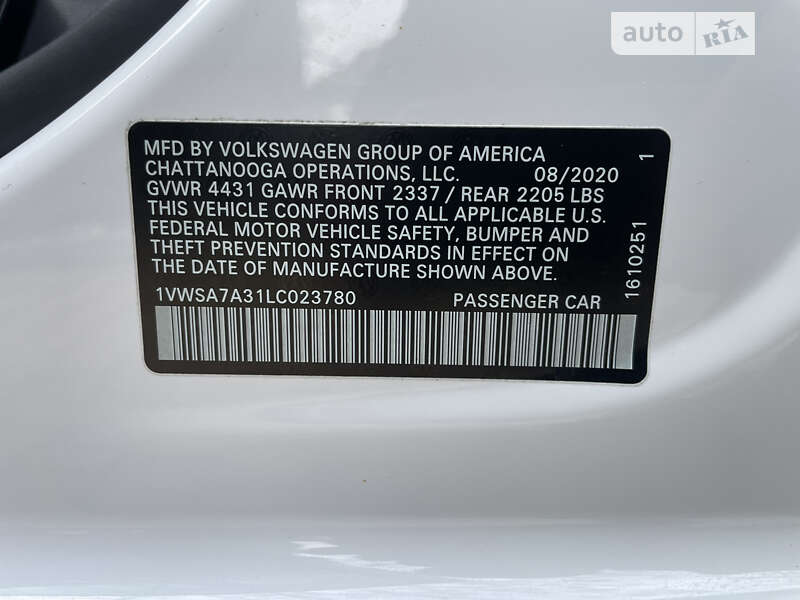 auto RIA
MFD BY VOLKSWAGEN GROUP OF AMERICA
CHATTANOOGA OPERATIONS, LLC. 08/2020
GVWR 4431 GAWR FRONT 2337 / REAR 2205 LBS
THIS VEHICLE CONFORMS TO ALL APPLICABLE U.S.
FEDERAL MOTOR VEHICLE SAFETY, BUMPER AND
THEFT PREVENTION STANDARDS IN EFFECT ON
THE DATE OF MANUFACTURE SHOWN ABOVE.
1VWSA7A31LC023780 PASSENGER CAR
1610251 1